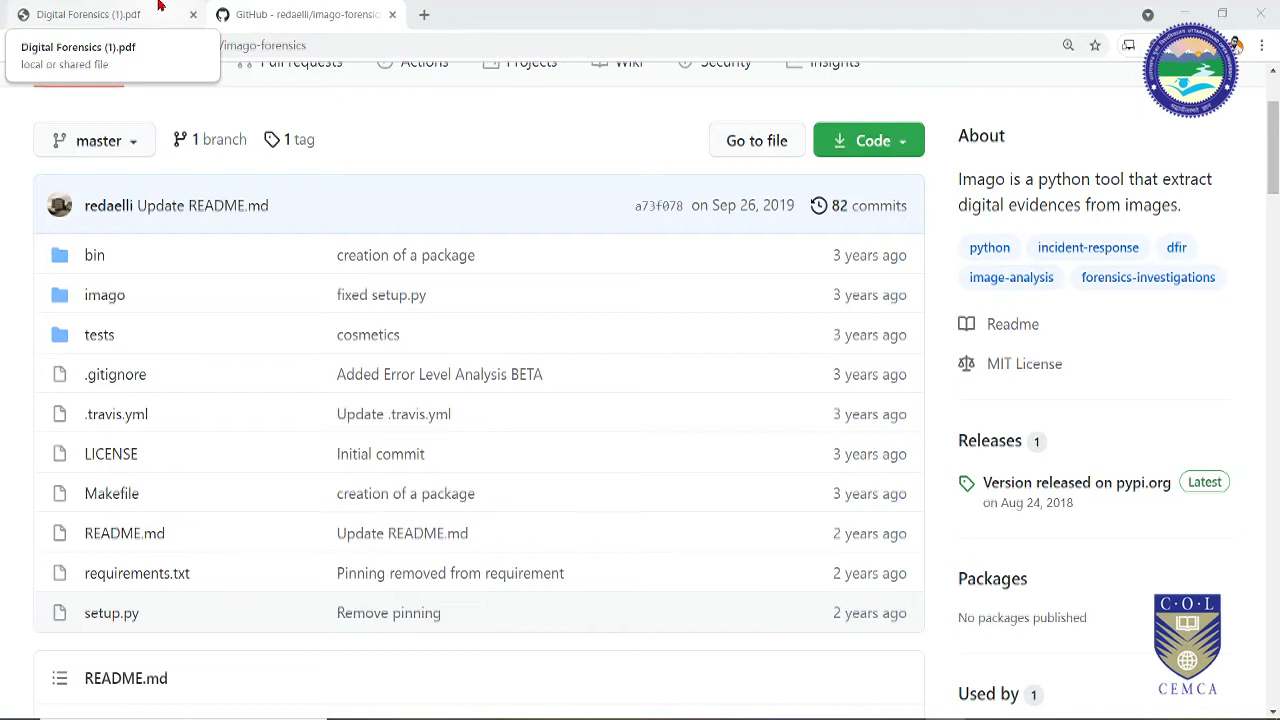 Digital Forensics (1).pdf
GitHub - redaelli/imago-forensic
Digital Forensics (1).pdf
local or shared file
/imago-forensics
Pull requests
Actions
Projects
Wiki
Security
Insights
master
1 branch
1 tag
Go to file
Code
redaelli Update README.md
a73f078 on Sep 26, 2019
82 commits
bin creation of a package 3 years ago
imago fixed setup.py 3 years ago
tests cosmetics 3 years ago
.gitignore Added Error Level Analysis BETA 3 years ago
.travis.yml Update .travis.yml 3 years ago
LICENSE Initial commit 3 years ago
Makefile creation of a package 3 years ago
README.md Update README.md 2 years ago
requirements.txt Pinning removed from requirement 2 years ago
setup.py Remove pinning 2 years ago
README.md
About
Imago is a python tool that extract
digital evidences from images.
python incident-response dfir
image-analysis forensics-investigations
Readme
MIT License
Releases 1
Version released on pypi.org Latest
on Aug 24, 2018
Packages
No packages published
Used by 1
C·O·L
CEMCA